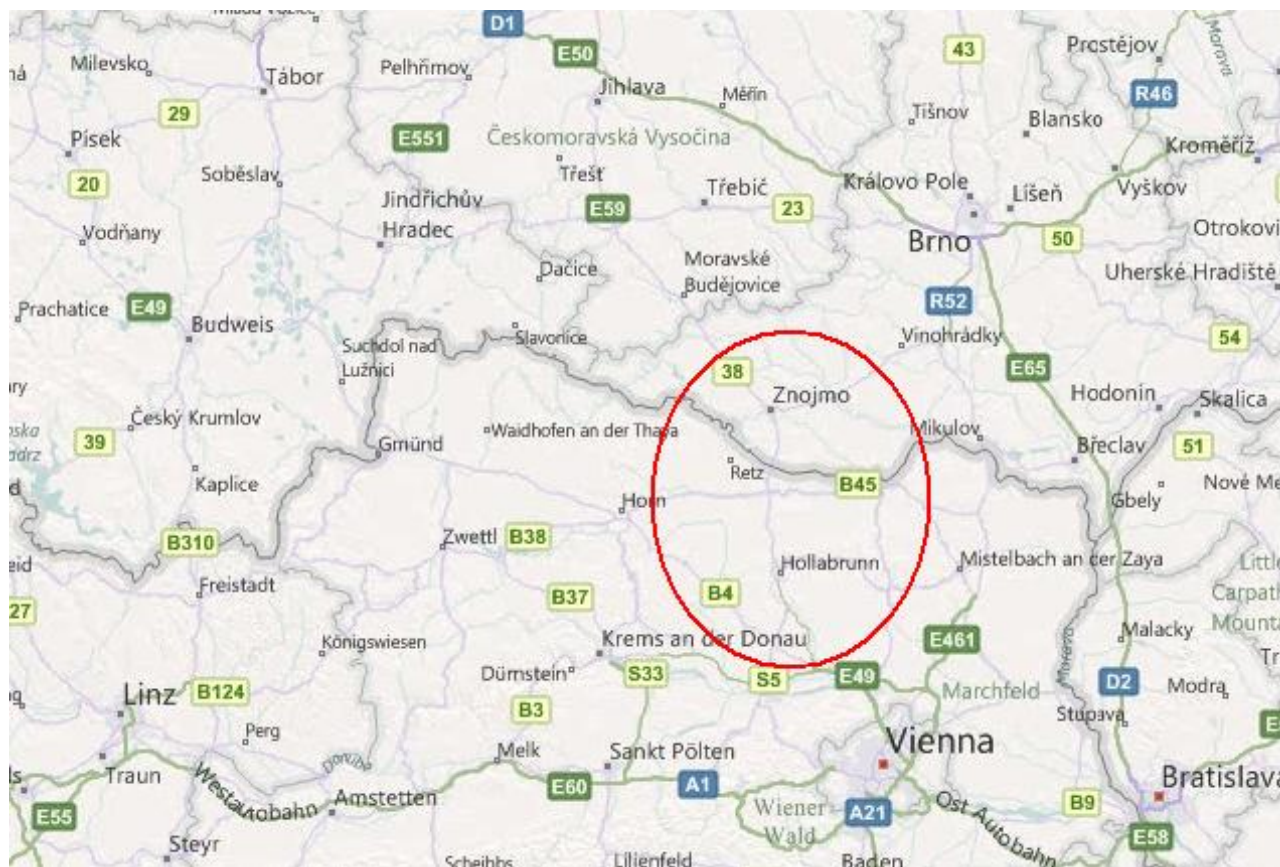 D1
E50
43
Prostějov
Morava
Milevsko
Tábor
Pelhřimov
Jihlava
Měřín
R46
Tišnov
Blansko
29
Písek
E551
Českomoravská Vysočina
Kroměříž
20
Soběslav
Třešť
Třebíč
Královo Pole
Líšeň
Vyškov
Jindřichův
Hradec
E59
23
Vodňany
Brno
50
Otrokovi
Dačice
Moravské
Budějovice
Uherské Hradiště
Prachatice
E49
Budweis
R52
Suchdol nad
Lužnici
Slavonice
Vinohrádky
54
38
E65
Český Krumlov
Znojmo
Hodonín
Skalica
39
Gmünd
Waidhofen an der Thaya
Mikulov
Břeclav
51
Kaplice
Retz
B45
Gbely
Nové Me
Horn
B310
Zwettl
B38
Hollabrunn
Mistelbach an der Zaya
Freistadt
Little
Carpath
Mounta
27
B37
B4
Königswiesen
Krems an der Donau
E461
Malacky
Morava
Dürnstein
S33
S5
E49
Marchfeld
D2
Modra
Linz
B124
B3
Stupava
Perg
Melk
Sankt Pölten
Vienna
Traun
Danube
Westautobahn
Amstetten
E60
A1
Bratislava
E55
Wiener
Wald
A21
Ost Autobahn
B9
Steyr
E58
Scheibbs
Lilienfeld
Baden